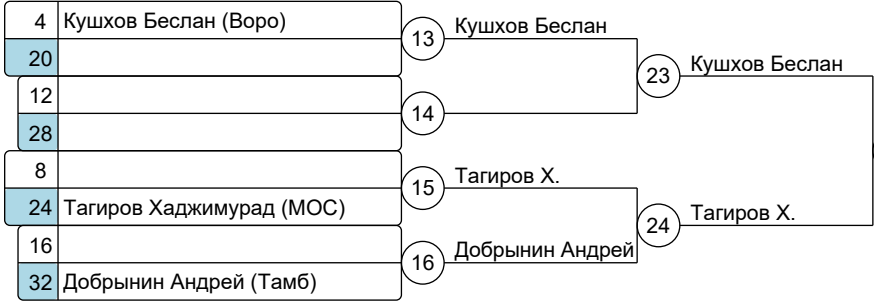 4 Кушхов Беслан (Воро)
20
12
28
8
24 Тагиров Хаджимурад (МОС)
16
32 Добрынин Андрей (Тамб)
13 Кушхов Беслан
14
15 Тагиров Х.
16 Добрынин Андрей
23 Кушхов Беслан
24 Тагиров Х.